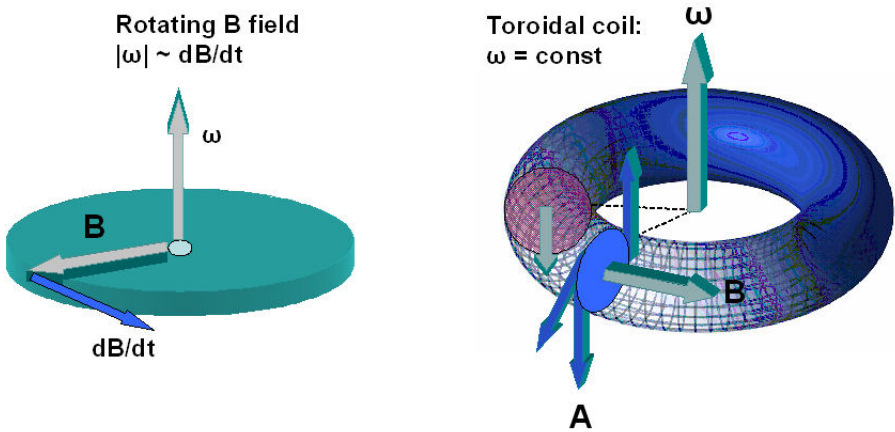 Rotating B field
|ω| ~ dB/dt
ω
B
dB/dt
Toroidal coil:
ω = const
ω
B
A